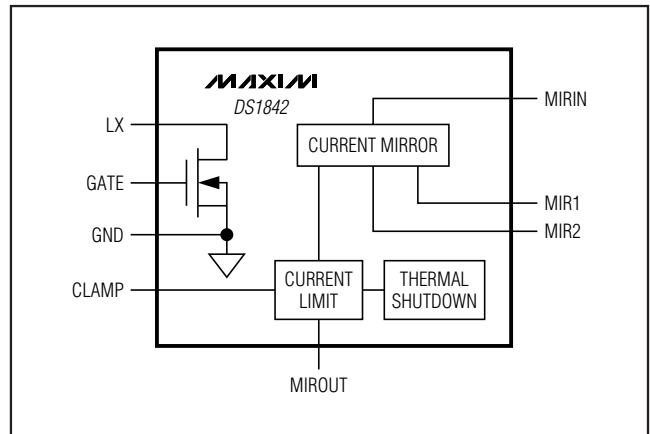 MAXIM
DS1842
MIRIN
LX
CURRENT MIRROR
GATE
MIR1
GND
MIR2
CLAMP
CURRENT
LIMIT
THERMAL
SHUTDOWN
MIROUT